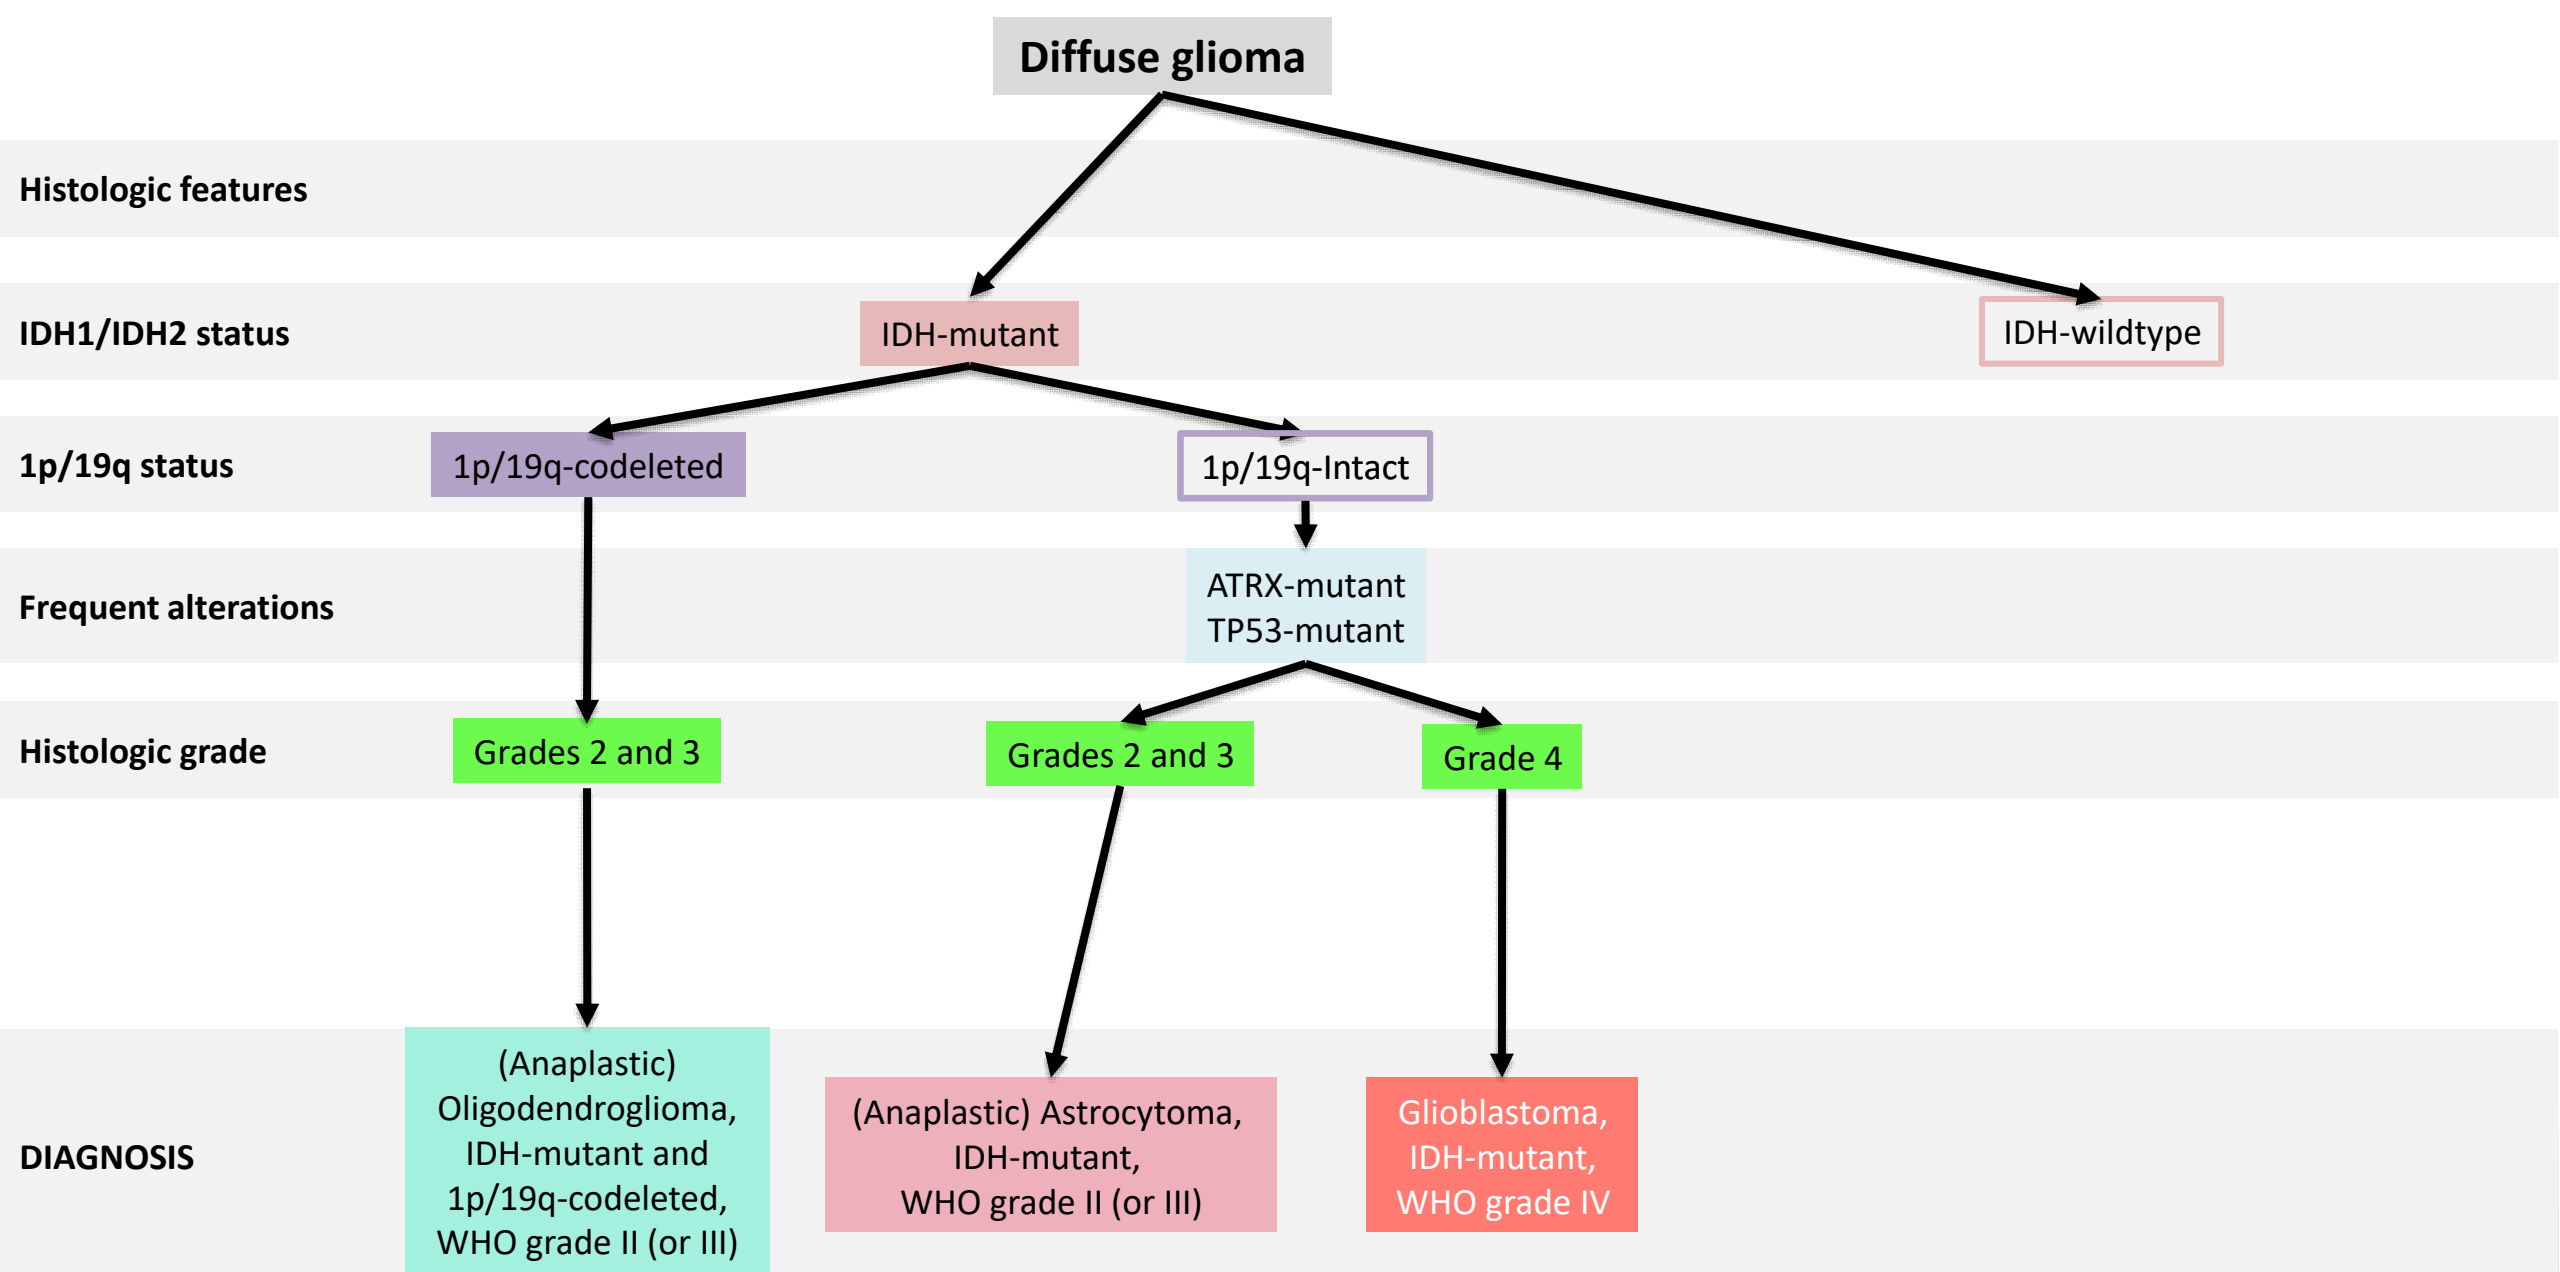 Diffuse glioma
Histologic features
IDH1/IDH2 status
IDH-mutant
IDH-wildtype
1p/19q status
1p/19q-codeleted
1p/19q-Intact
Frequent alterations
ATRX-mutant
TP53-mutant
Histologic grade
Grades 2 and 3
Grades 2 and 3
Grade 4
DIAGNOSIS
(Anaplastic)
Oligodendroglioma,
IDH-mutant and
1p/19q-codeleted,
WHO grade II (or III)
(Anaplastic) Astrocytoma,
IDH-mutant,
WHO grade II (or III)
Glioblastoma,
IDH-mutant,
WHO grade IV